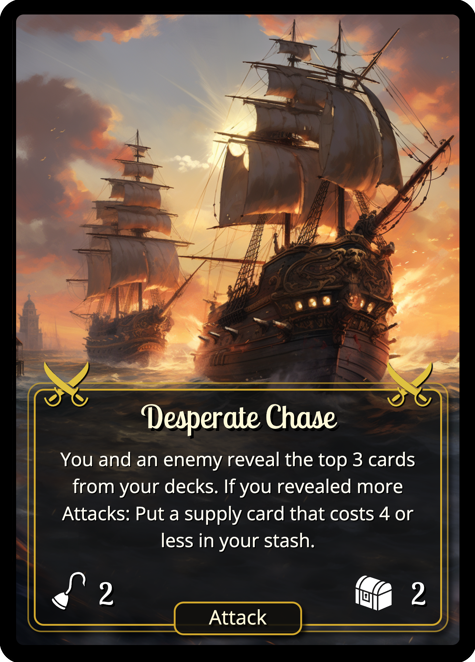 Desperate Chase
You and an enemy reveal the top 3 cards
from your decks. If you revealed more
Attacks: Put a supply card that costs 4 or
less in your stash.
2
2
Attack